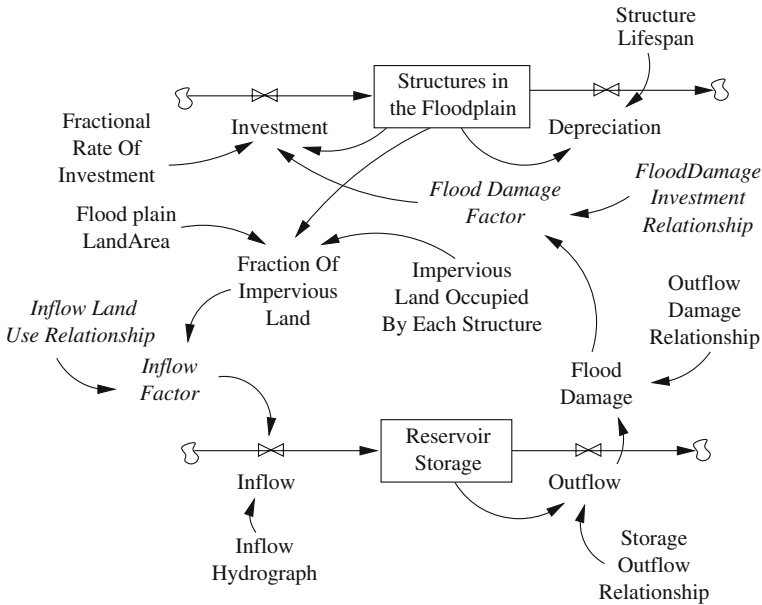 Structure
Lifespan
Structures in
the Floodplain
Investment
Depreciation
Fractional
Rate Of
Investment
Flood Damage
Factor
FloodDamage
Investment
Relationship
Flood plain
LandArea
Fraction Of
Impervious
Land
Impervious
Land Occupied
By Each Structure
Outflow
Damage
Relationship
Inflow Land
Use Relationship
Inflow
Factor
Flood
Damage
Reservoir
Storage
Inflow
Outflow
Inflow
Hydrograph
Storage
Outflow
Relationship